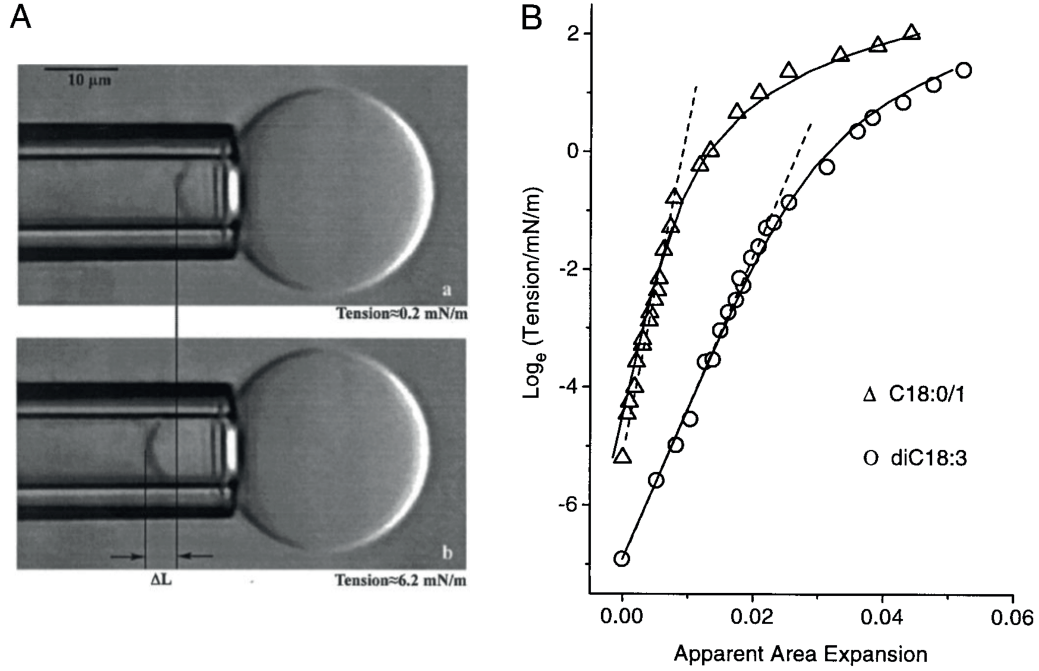 A
10 μm
a
Tension≈0.2 mN/m
b
ΔL
Tension≈6.2 mN/m
B
2
0
-2
-4
-6
Logₑ (Tension/mN/m)
Δ C18:0/1
O diC18:3
0.00 0.02 0.04 0.06
Apparent Area Expansion